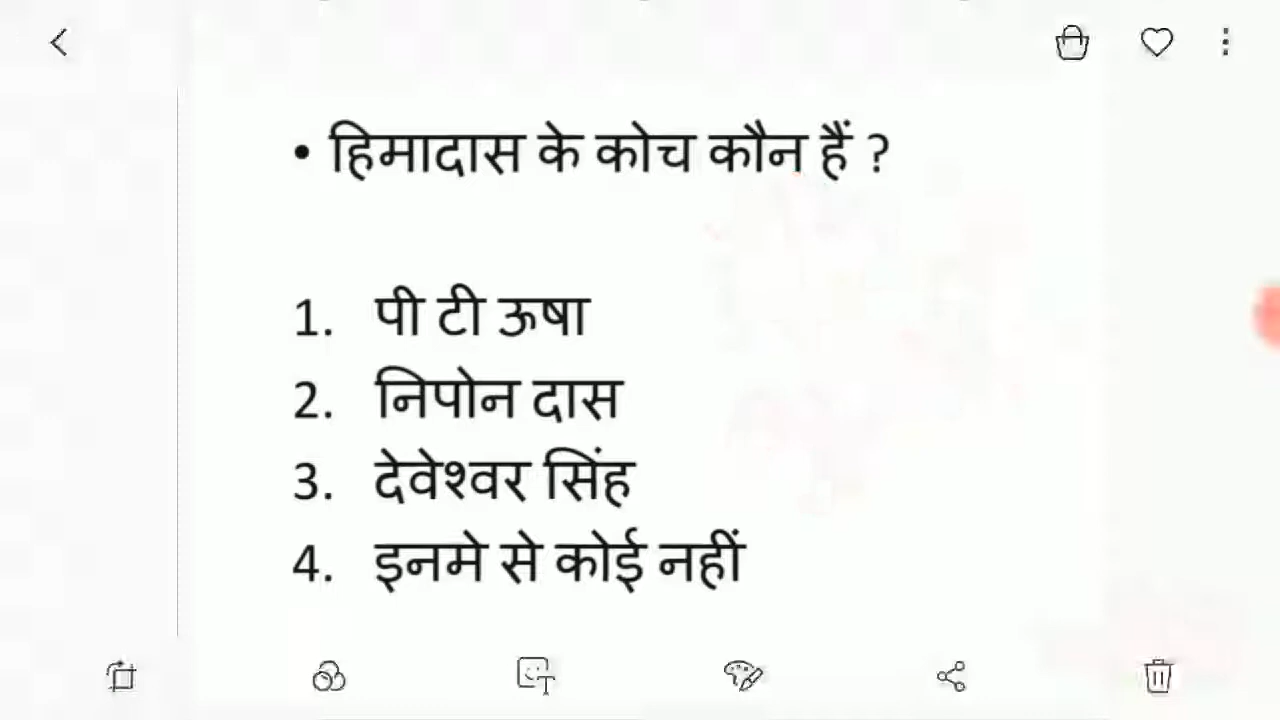 • हिमादास के कोच कौन हैं ?
1. पी टी ऊषा
2. निपोन दास
3. देवेश्वर सिंह
4. इनमे से कोई नहीं